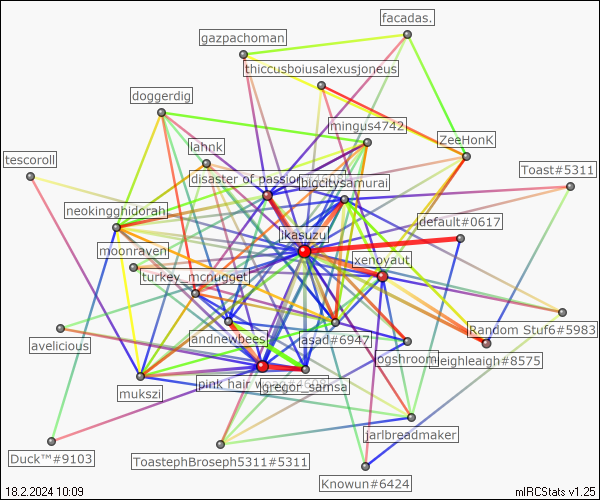 facadas.
gazpachoman
thiccusboiusalexusjoneus
doggerdig
mingus4742
ZeeHonK
lahnk
tescoroll
Toast#5311
disaster of passion
bigcitysamurai
neokingghidorah
default#0617
ikasuzu
moonraven
xenoyaut
turkey_mcnugget
Random Stuf6#5983
andnewbees
asad#6947
avelicious
ogshroom
heighleaigh#8575
pink hair
gregor_samsa
mukszi
jarlbreadmaker
Duck™#9103
ToastephBroseph5311#5311
Knowun#6424
18.2.2024 10:09
mIRCStats v1.25